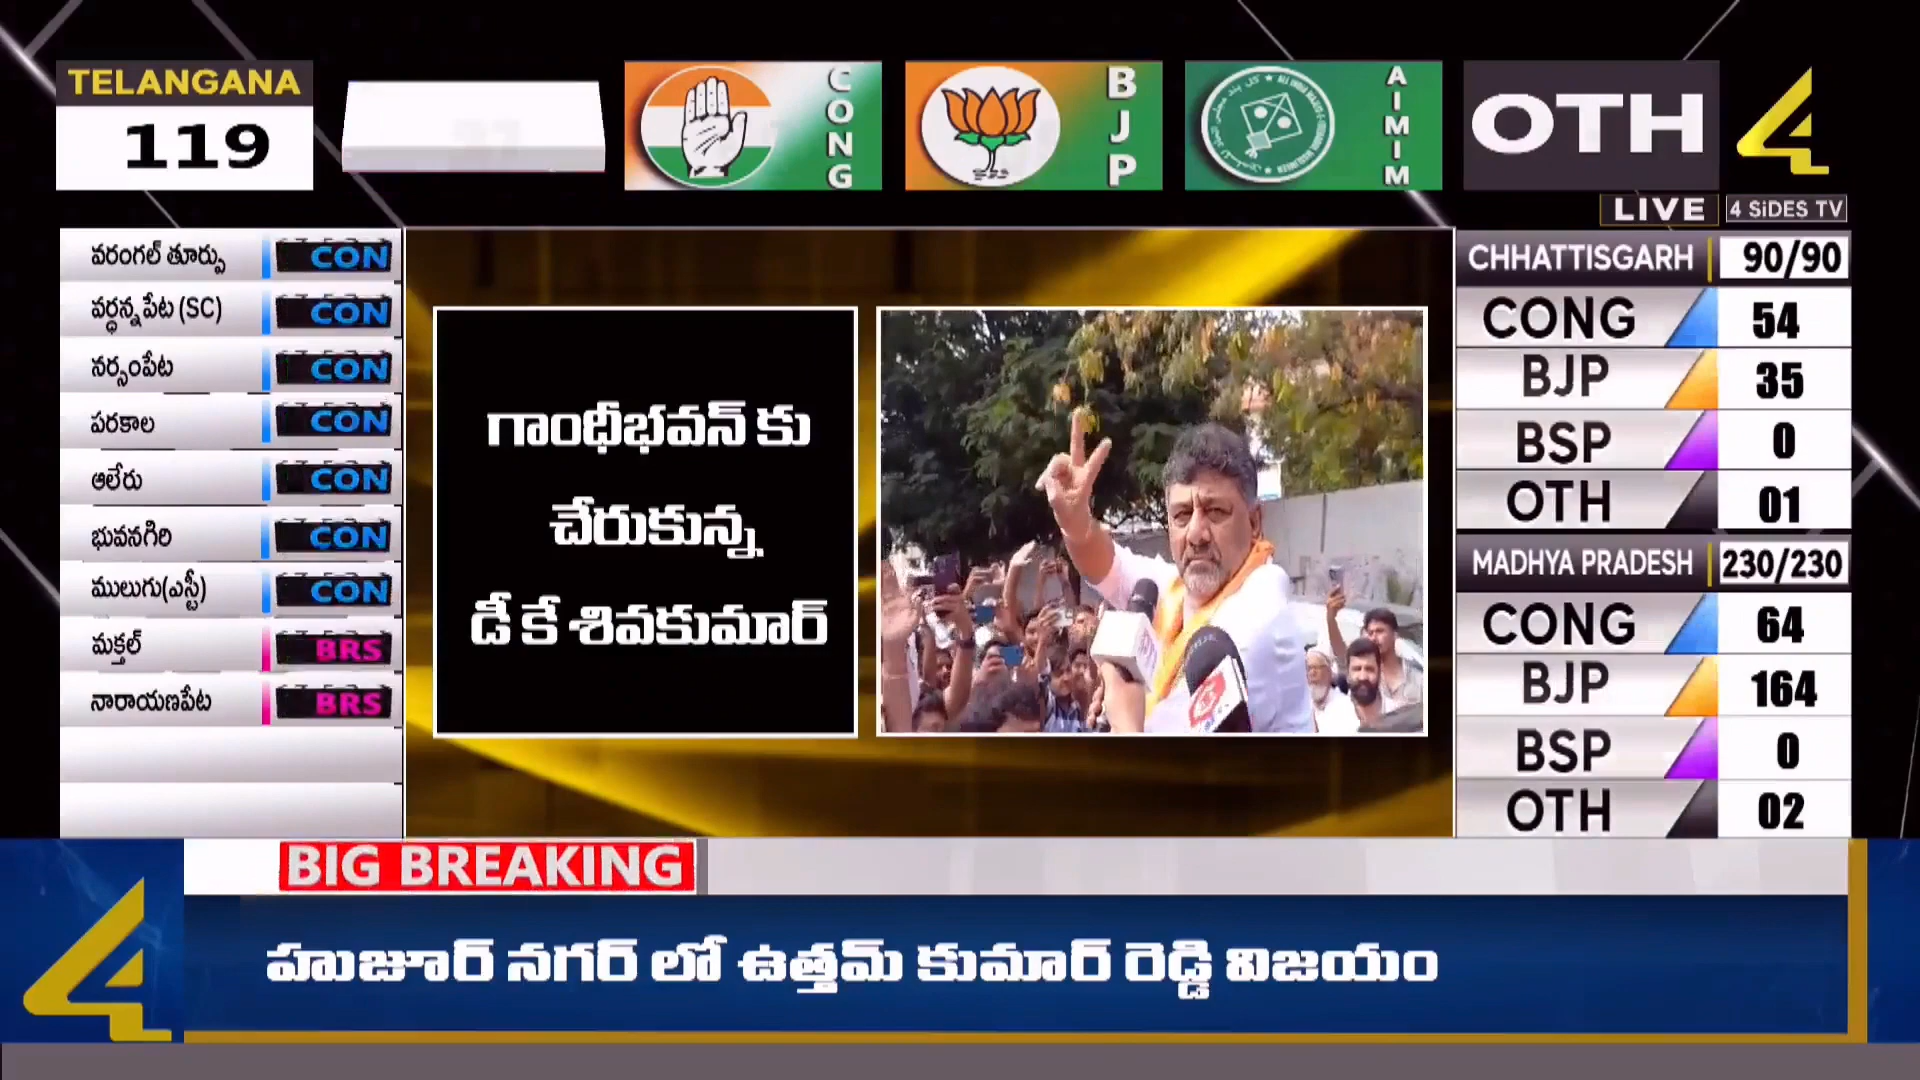 TELANGANA
119
CONG
BJP
AIMIM
OTH
4
LIVE
4 SiDES TV
వరంగల్ తూర్పు CON
వర్ధన్నపేట (SC) CON
నర్సంపేట CON
పరకాల CON
ఆలేరు CON
భువనగిరి CON
ములుగు(ఎస్టీ) CON
మక్తల్ BRS
నారాయణపేట BRS
గాంధీభవన్ కు
చేరుకున్న
డీ కే శివకుమార్
CHHATTISGARH 90/90
CONG 54
BJP 35
BSP 0
OTH 01
MADHYA PRADESH 230/230
CONG 64
BJP 164
BSP 0
OTH 02
BIG BREAKING
4
హుజూర్ నగర్ లో ఉత్తమ్ కుమార్ రెడ్డి విజయం